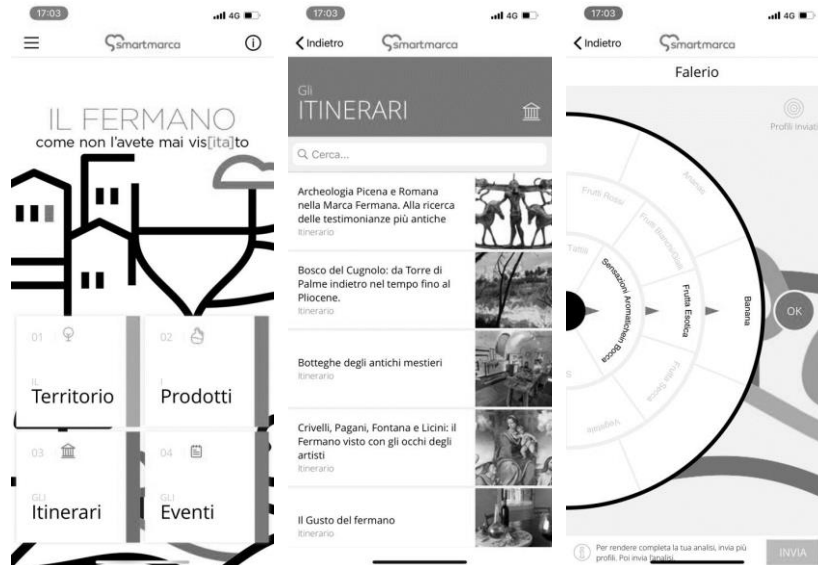 17:03
4G
smartmarca
IL FERMANO
come non l'avete mai vis[ita]to
01
IL
Territorio
02
I
Prodotti
03
GLI
Itinerari
04
GLI
Eventi
17:03
4G
Indietro
smartmarca
Gli
ITINERARI
Cerca...
Archeologia Picena e Romana
nella Marca Fermana. Alla ricerca
delle testimonianze più antiche
Itinerario
Bosco del Cugnolo: da Torre di
Palme indietro nel tempo fino al
Pliocene.
Itinerario
Botteghe degli antichi mestieri
Itinerario
Crivelli, Pagani, Fontana e Licini: il
Fermano visto con gli occhi degli
artisti
Itinerario
Il Gusto del fermano
Itinerario
17:03
4G
Indietro
smartmarca
Falerio
Profili inviati
Ananas
Frutti Rossi
Tattili
Sensazioni Aromatichein Bocca
Frutta Esotica
Banana
OK
Frutta Secca
Vegetale
Per rendere completa la tua analisi, invia più
profili. Poi invia l'analisi.
INVIA